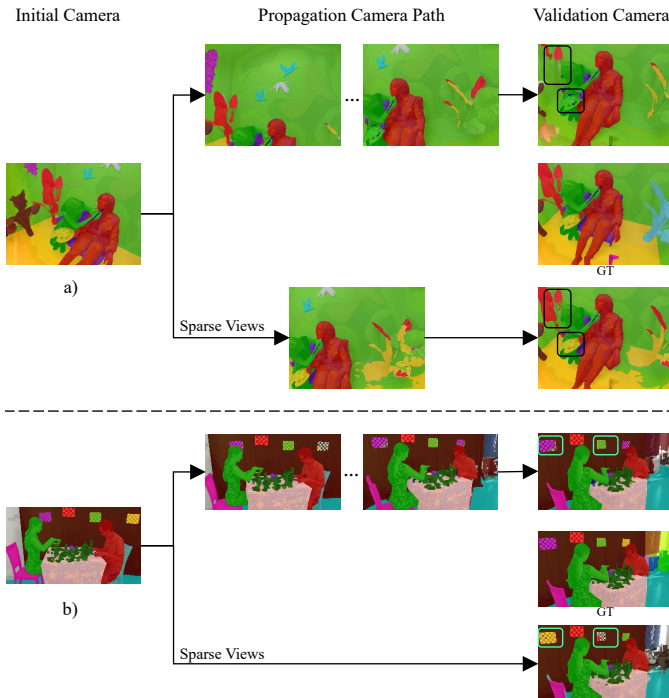 Initial Camera
Propagation Camera Path
Validation Camera
...
GT
a)
Sparse Views
...
b)
GT
Sparse Views